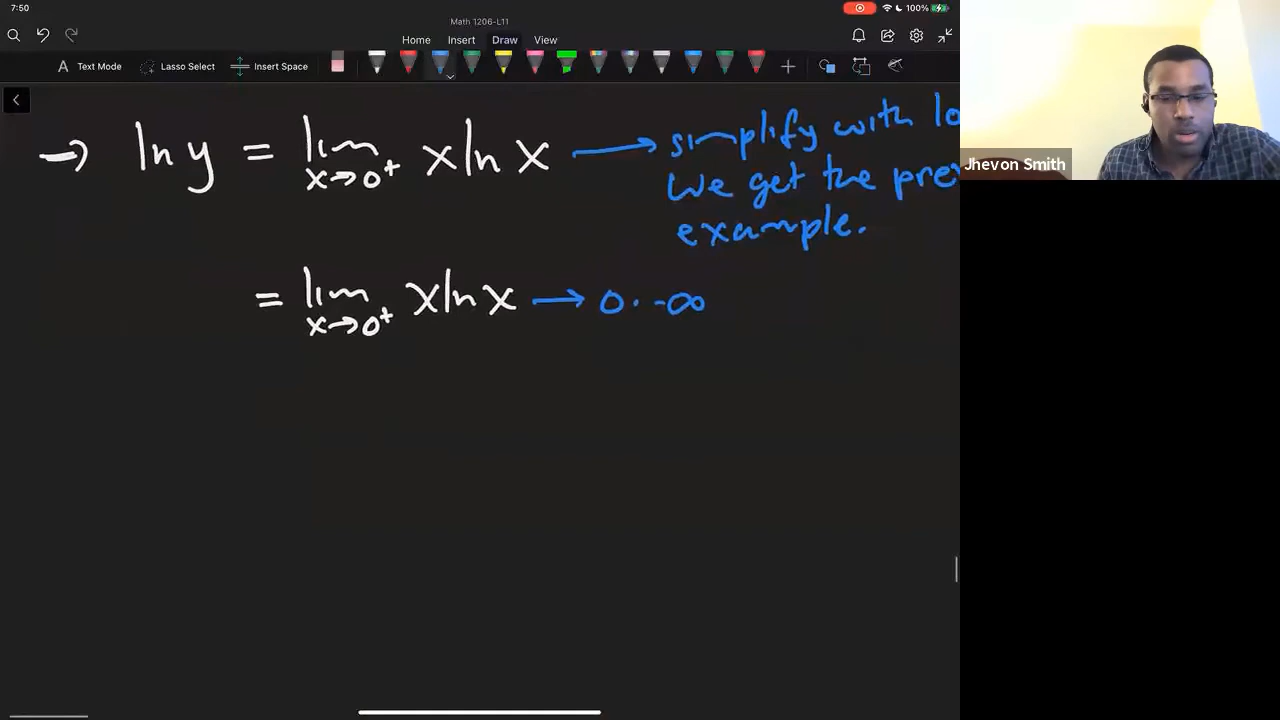 7:50
100%
Math 1206-L11
Home Insert Draw View
Text Mode Lasso Select Insert Space
→ ln y = lim x→0⁺ x ln x → simplify with
We get the
example.
= lim x→0⁺ x ln x → 0 · -∞
Jhevon Smith